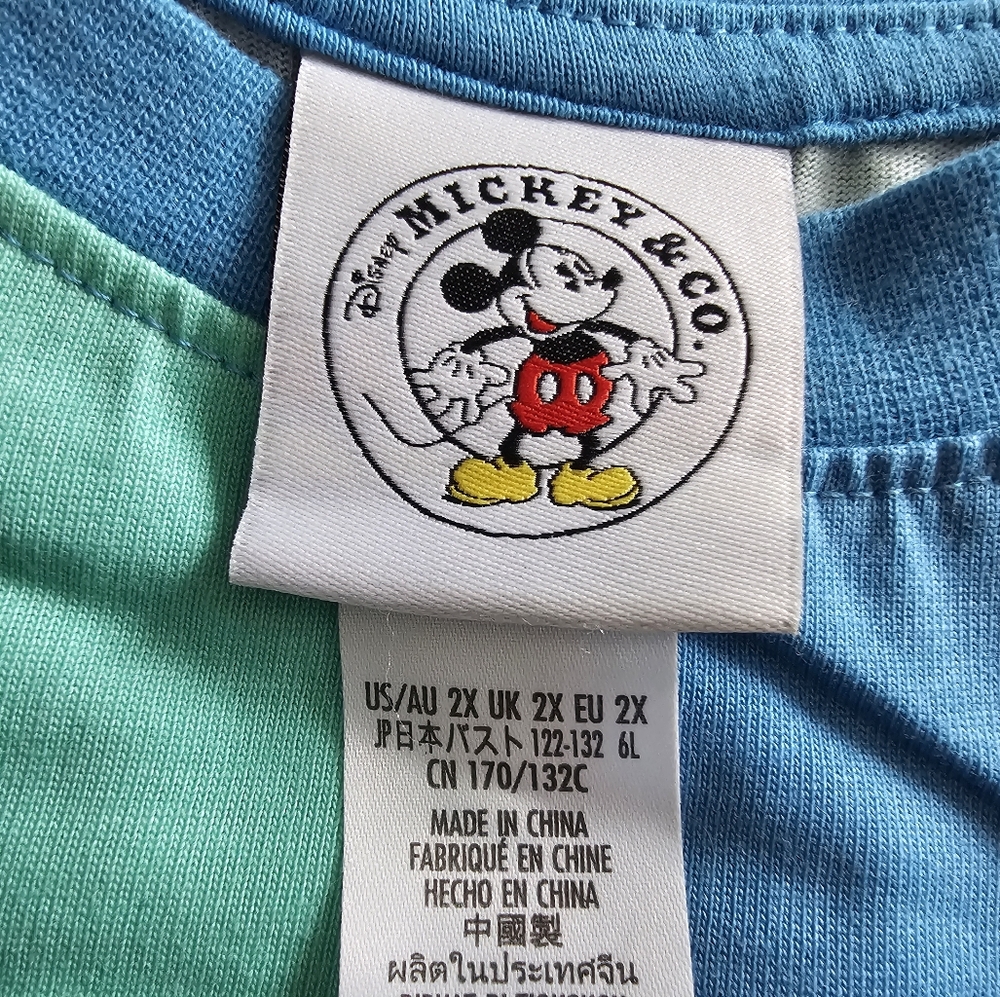 Disney MICKEY & CO.
US/AU 2X UK 2X EU 2X
JP日本バスト 122-132 6L
CN 170/132C
MADE IN CHINA
FABRIQUÉ EN CHINE
HECHO EN CHINA
中國製
ผลิตในประเทศจีน